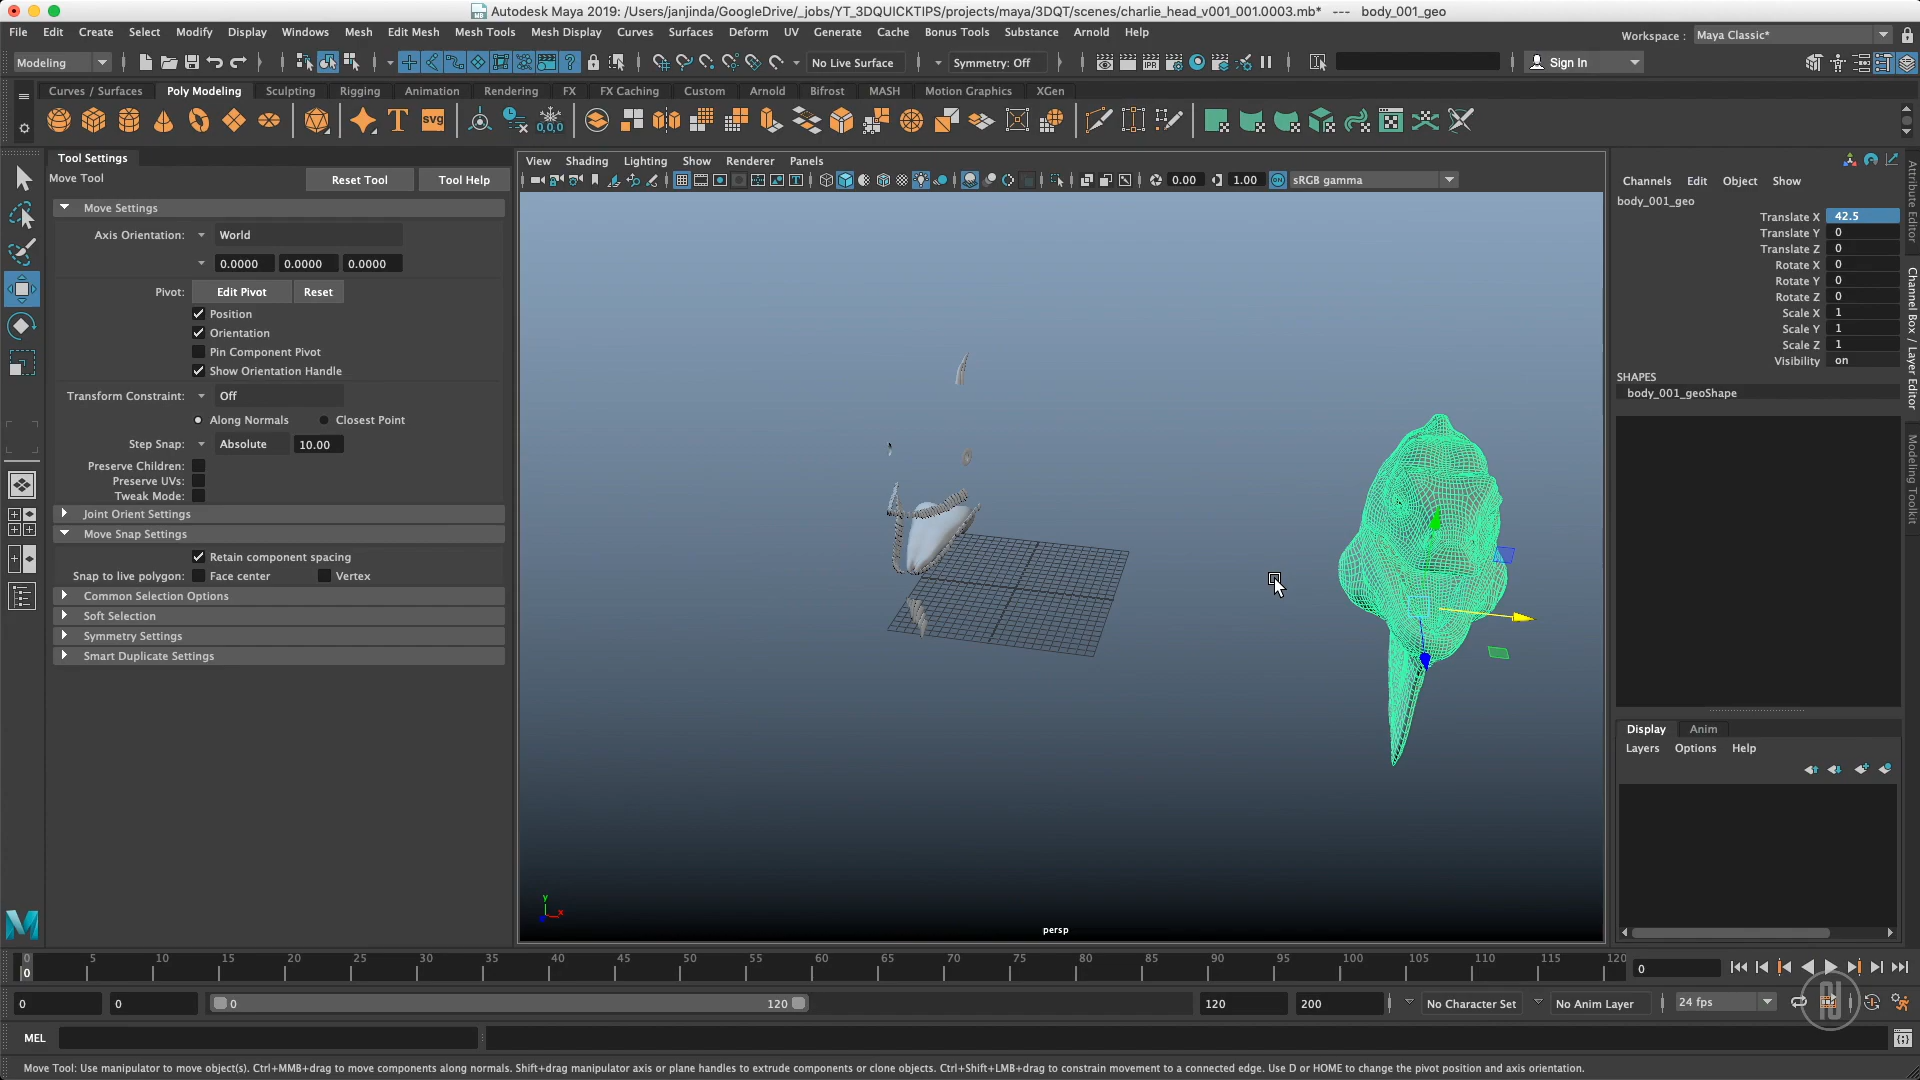 Autodesk Maya 2019: /Users/janjinda/GoogleDrive/_jobs/YT_3DQUICKTIPS/projects/maya/3DQT/scenes/charlie_head_v001_001.0003.mb* --- body_001_geo
File Edit Create Select Modify Display Windows Mesh Edit Mesh Mesh Tools Mesh Display Curves Surfaces Deform UV Generate Cache Bonus Tools Substance Arnold Help
Workspace : Maya Classic*
Modeling No Live Surface Symmetry: Off Sign In
Curves / Surfaces Poly Modeling Sculpting Rigging Animation Rendering FX FX Caching Custom Arnold Bifrost MASH Motion Graphics XGen
Tool Settings
Move Tool Reset Tool Tool Help
Move Settings
Axis Orientation: World
0.0000 0.0000 0.0000
Pivot: Edit Pivot Reset
Position
Orientation
Pin Component Pivot
Show Orientation Handle
Transform Constraint: Off
Along Normals Closest Point
Step Snap: Absolute 10.00
Preserve Children:
Preserve UVs:
Tweak Mode:
Joint Orient Settings
Move Snap Settings
Retain component spacing
Snap to live polygon: Face center Vertex
Common Selection Options
Soft Selection
Symmetry Settings
Smart Duplicate Settings
View Shading Lighting Show Renderer Panels
0.00 1.00 sRGB gamma
persp
Channels Edit Object Show
body_001_geo
Translate X 42.5
Translate Y 0
Translate Z 0
Rotate X 0
Rotate Y 0
Rotate Z 0
Scale X 1
Scale Y 1
Scale Z 1
Visibility on
SHAPES
body_001_geoShape
Attribute Editor
Channel Box / Layer Editor
Modeling Toolkit
Display Anim
Layers Options Help
0 5 10 15 20 25 30 35 40 45 50 55 60 65 70 75 80 85 90 95 100 105 110 115 120
0 0
0 0 0 120 120 200 No Character Set No Anim Layer 24 fps
MEL
Move Tool: Use manipulator to move object(s). Ctrl+MMB+drag to move components along normals. Shift+drag manipulator axis or plane handles to extrude components or clone objects. Ctrl+Shift+LMB+drag to constrain movement to a connected edge. Use D or HOME to change the pivot position and axis orientation.